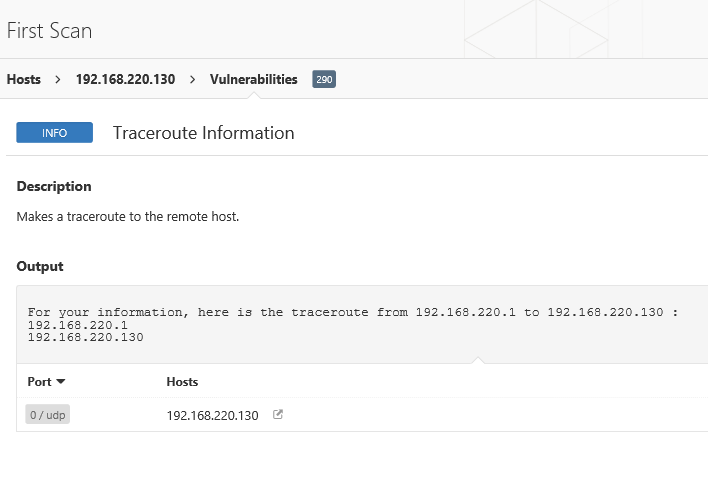 First Scan
Hosts > 192.168.220.130 > Vulnerabilities 290
INFO Traceroute Information
Description
Makes a traceroute to the remote host.
Output
For your information, here is the traceroute from 192.168.220.1 to 192.168.220.130 :
192.168.220.1
192.168.220.130
Port Hosts
0 / udp 192.168.220.130